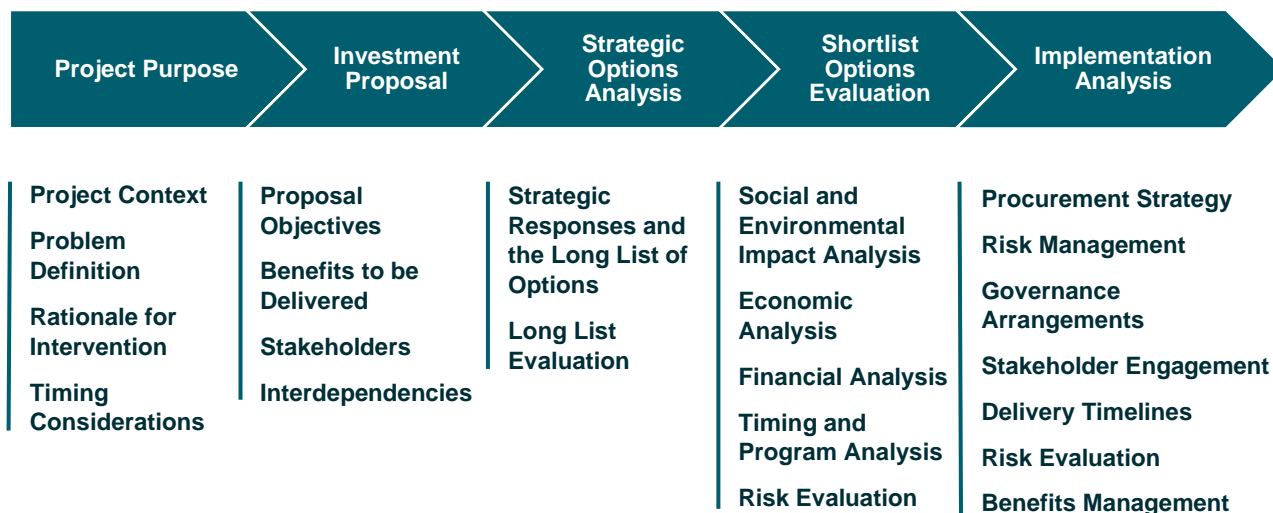 Project Purpose
Investment
Proposal
Strategic
Options
Analysis
Shortlist
Options
Evaluation
Implementation
Analysis
Project Context
Problem
Definition
Rationale for
Intervention
Timing
Considerations
Proposal
Objectives
Benefits to be
Delivered
Stakeholders
Interdependencies
Strategic
Responses and
the Long List of
Options
Long List
Evaluation
Social and
Environmental
Impact Analysis
Economic
Analysis
Financial Analysis
Timing and
Program Analysis
Risk Evaluation
Procurement Strategy
Risk Management
Governance
Arrangements
Stakeholder Engagement
Delivery Timelines
Risk Evaluation
Benefits Management